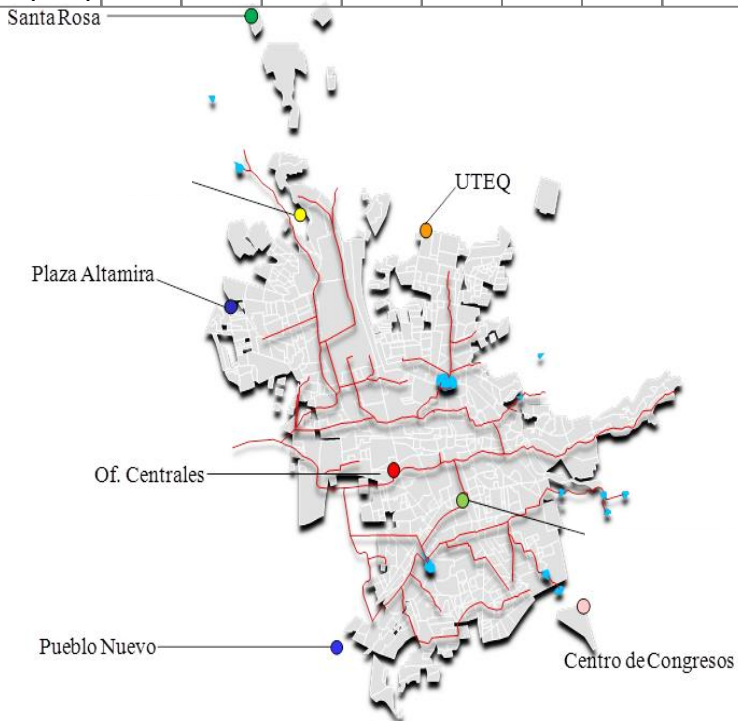 Santa Rosa
UTEQ
Plaza Altamira
Of. Centrales
Pueblo Nuevo
Centro de Congresos